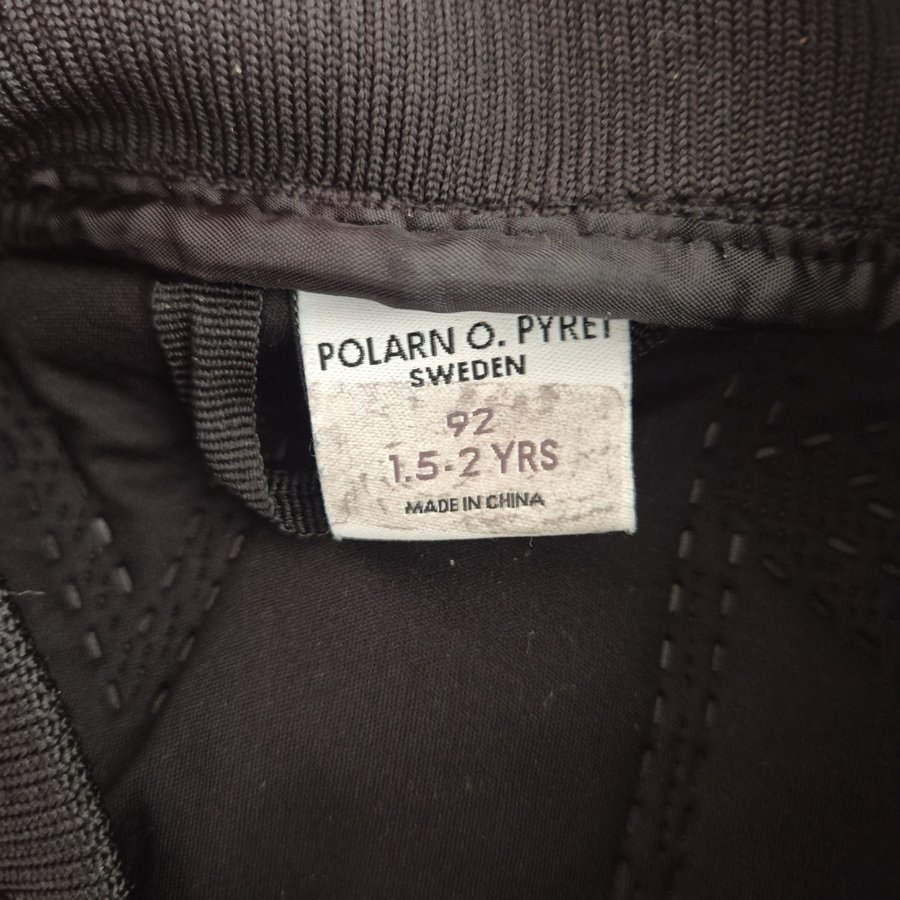 POLARN O. PYRET
SWEDEN
92
1.5-2 YRS
MADE IN CHINA